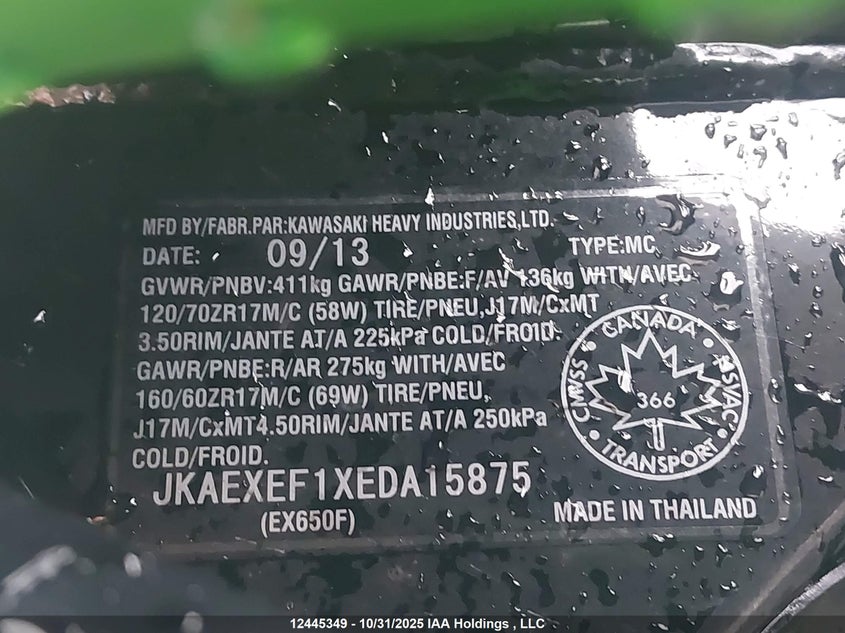 MFD BY/FABR.PAR:KAWASAKI HEAVY INDUSTRIES,LTD.
DATE: 09/13 TYPE:MC
GVWR/PNBV:411kg GAWR/PNBE:F/AV 136kg WITH/AVEC
120/70ZR17M/C (58W) TIRE/PNEU,J17M/CxMT
3.50RIM/JANTE AT/A 225kPa COLD/FROID.
GAWR/PNBE:R/AR 275kg WITH/AVEC
160/60ZR17M/C (69W) TIRE/PNEU,
J17M/CxMT4.50RIM/JANTE AT/A 250kPa
COLD/FROID.
CANADA
CMVSS NSVAC
366
TRANSPORT
JKAEXEF1XEDA15875
(EX650F)
MADE IN THAILAND
12445349 - 10/31/2025 IAA Holdings , LLC